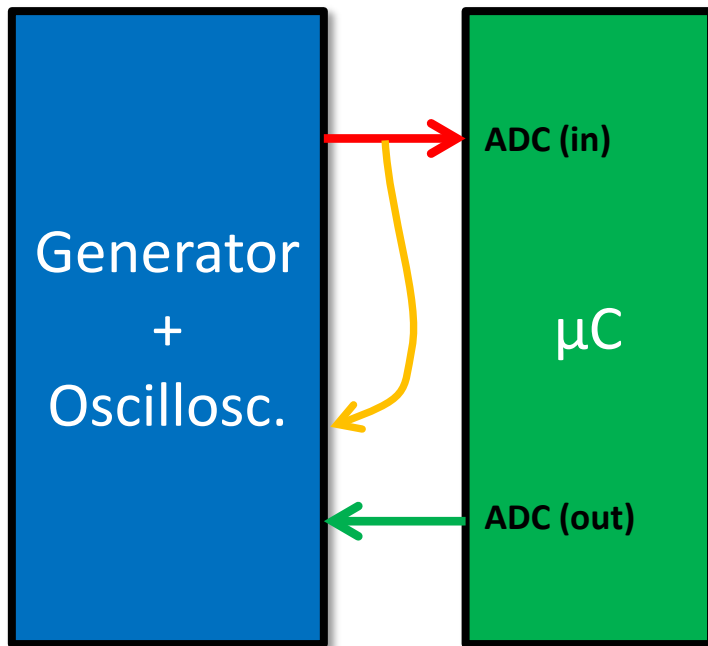 Generator
+
Oscillosc.
ADC (in)
µC
ADC (out)